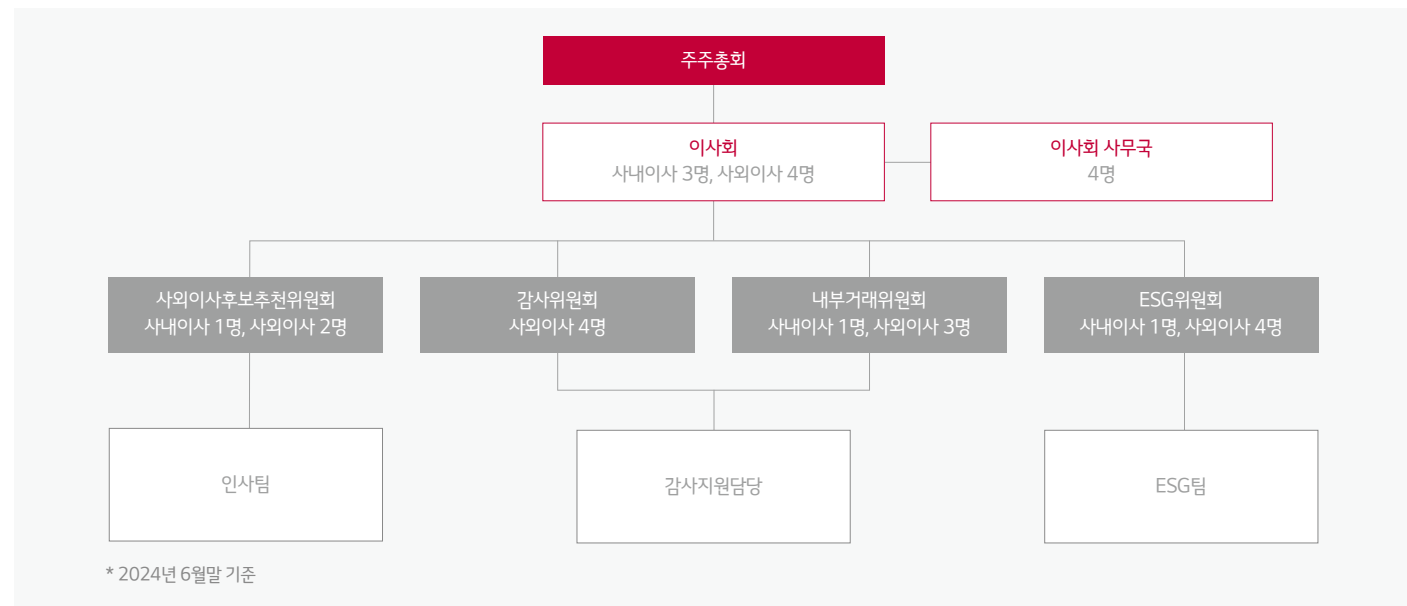 주주총회
이사회
사내이사 3명, 사외이사 4명
이사회 사무국
4명
사외이사후보추천위원회
사내이사 1명, 사외이사 2명
감사위원회
사외이사 4명
내부거래위원회
사내이사 1명, 사외이사 3명
ESG위원회
사내이사 1명, 사외이사 4명
인사팀
감사지원담당
ESG팀
* 2024년 6월말 기준